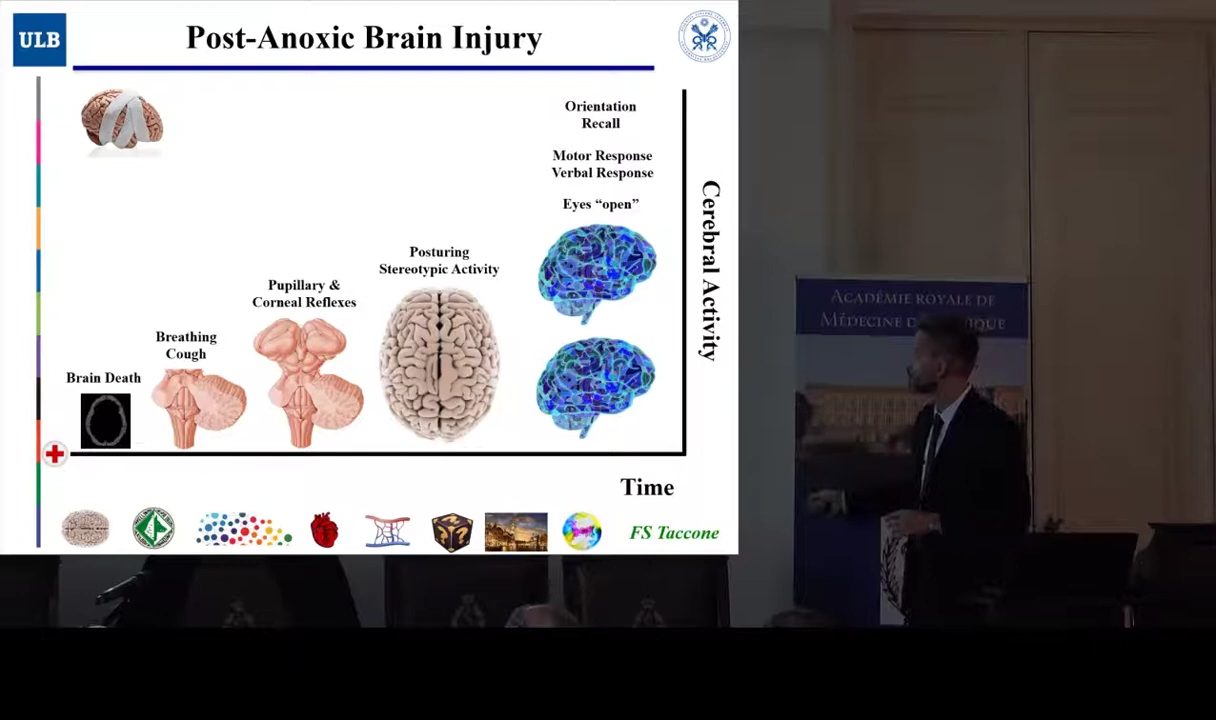 ULB
Post-Anoxic Brain Injury
Orientation
Recall
Motor Response
Verbal Response
Eyes “open”
Posturing
Stereotypic Activity
Pupillary &
Corneal Reflexes
Breathing
Cough
Brain Death
Cerebral Activity
Time
FS Taccone
ACADÉMIE ROYALE DE
MÉDECINE